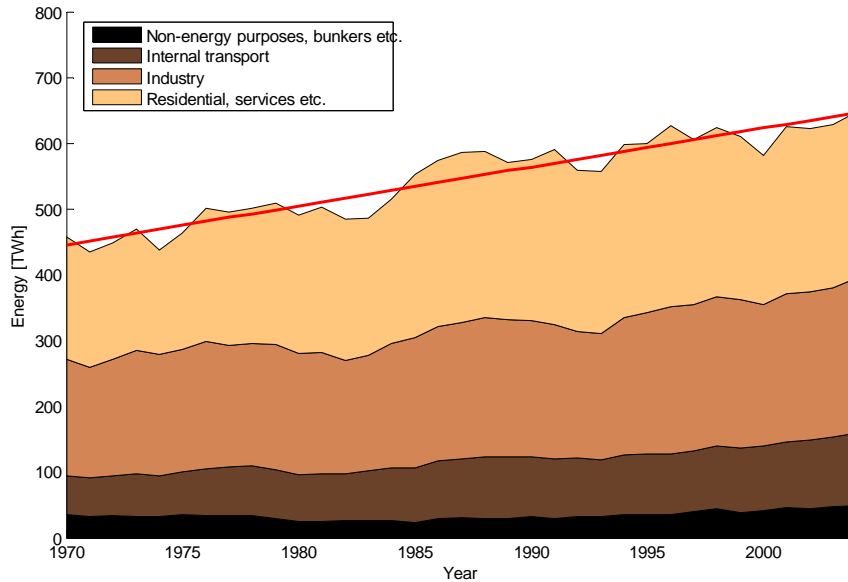 800
700
600
500
400
300
200
100
0
Energy [TWh]
Non-energy purposes, bunkers etc.
Internal transport
Industry
Residential, services etc.
1970 1975 1980 1985 1990 1995 2000
Year